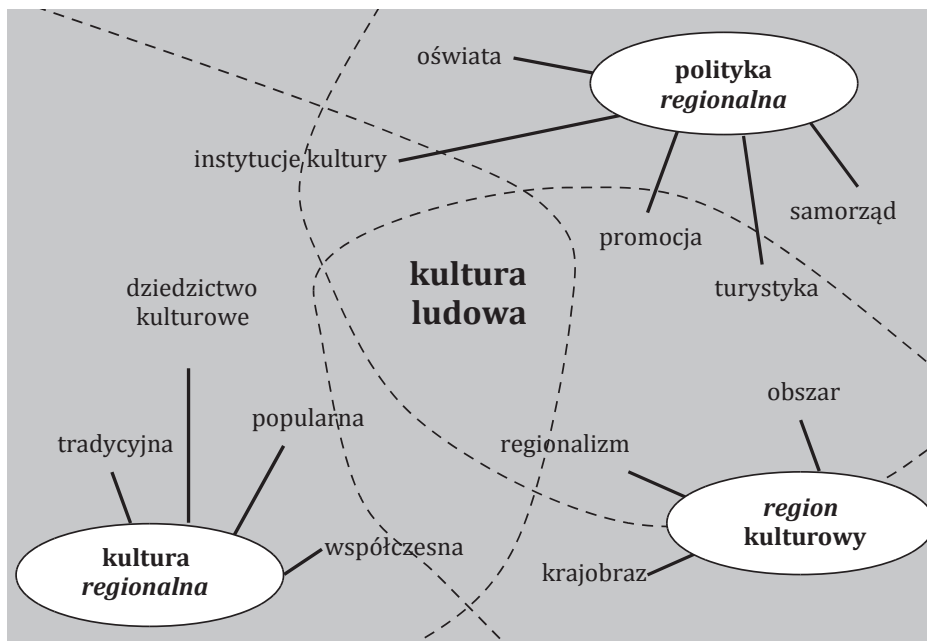 oświata
polityka
regionalna
instytucje kultury
samorząd
promocja
turystyka
kultura
ludowa
dziedzictwo
kulturowe
obszar
popularna
tradycyjna
regionalizm
region
kulturowy
współczesna
kultura
regionalna
krajobraz